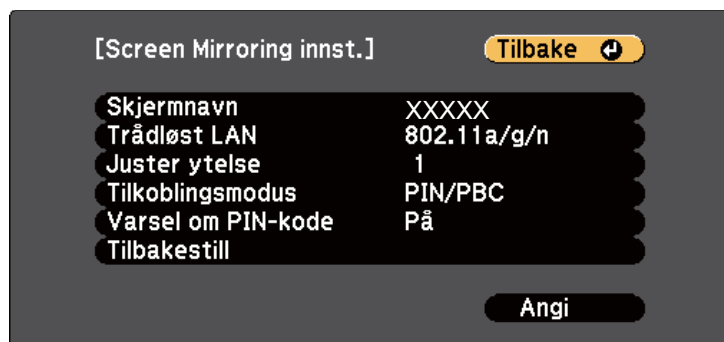 [Screen Mirroring innst.] Tilbake
Skjermnavn XXXXX
Trådløst LAN 802.11a/g/n
Juster ytelse 1
Tilkoblingsmodus PIN/PBC
Varsel om PIN-kode På
Tilbakestill
Angi